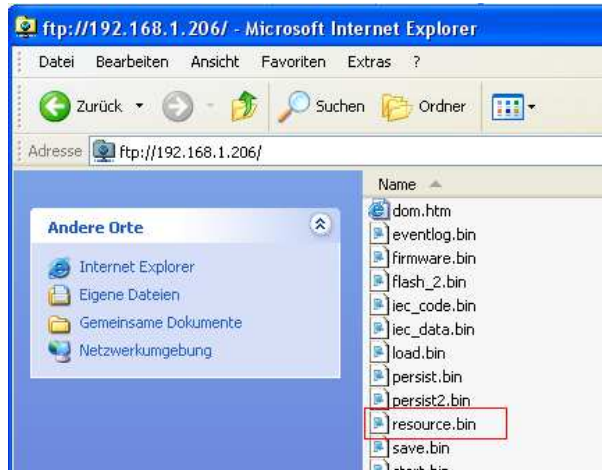 ftp://192.168.1.206/ - Microsoft Internet Explorer
Datei Bearbeiten Ansicht Favoriten Extras ?
Zurück Suchen Ordner
Adresse ftp://192.168.1.206/
Name
Andere Orte
Internet Explorer
Eigene Dateien
Gemeinsame Dokumente
Netzwerkumgebung
dom.htm
eventlog.bin
firmware.bin
flash_2.bin
iec_code.bin
iec_data.bin
load.bin
persist.bin
persist2.bin
resource.bin
save.bin